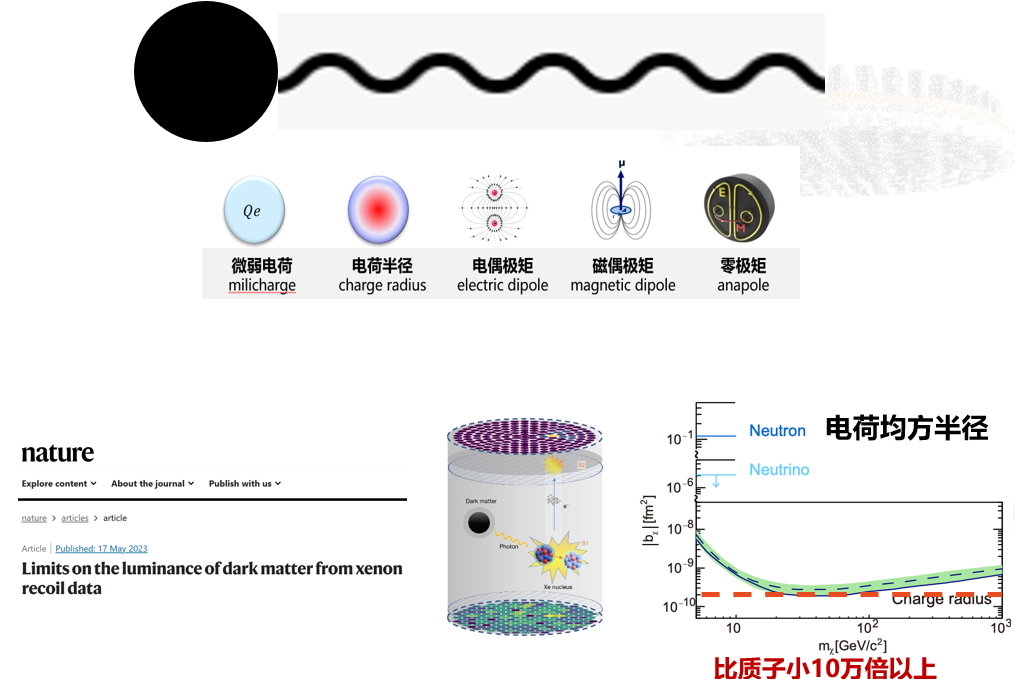 μ
Qe
E
M
微弱电荷
milicharge
电荷半径
charge radius
电偶极矩
electric dipole
磁偶极矩
magnetic dipole
零极矩
anapole
nature
Explore content
About the journal
Publish with us
nature > articles > article
Article | Published: 17 May 2023
Limits on the luminance of dark matter from xenon
recoil data
S2
Dark matter
e⁻
Photon
S1
Xe nucleus
电荷均方半径
10⁻¹
Neutron
10⁻⁶
Neutrino
|bᵪ| [fm²]
10⁻⁸
10⁻⁹
10⁻¹⁰
Charge radius
10
10²
10³
mᵪ[GeV/c²]
比质子小10万倍以上